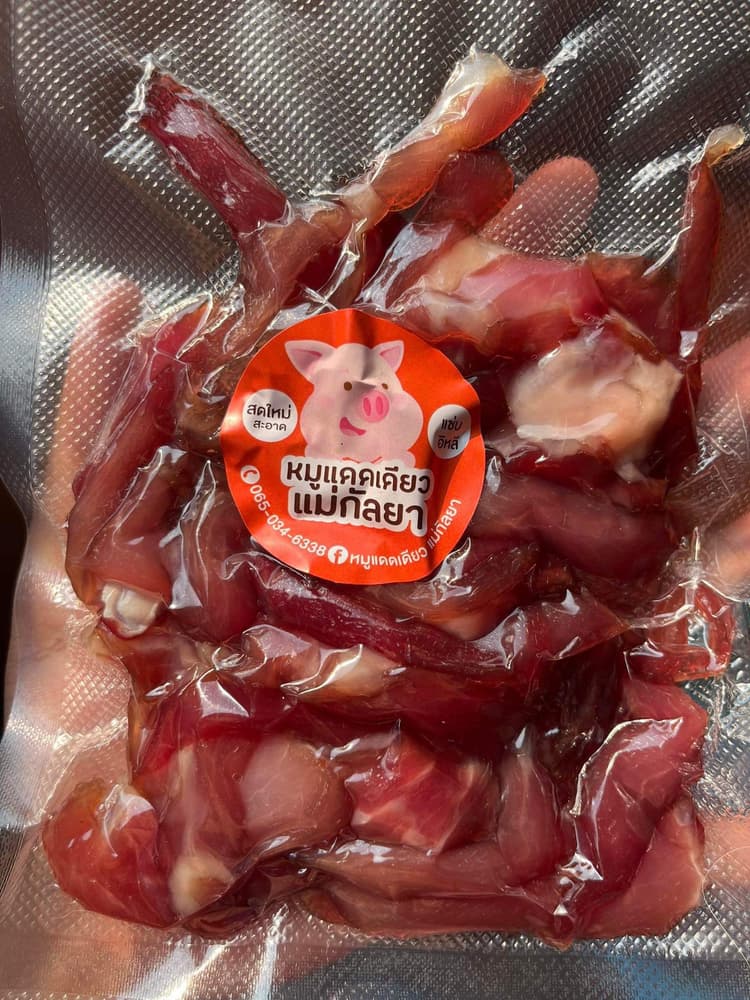 สดใหม่
สะอาด
แซ่บ
อีหลี
หมูแดดเดียว
แม่กัลยา
065-034-6338 หมูแดดเดียว แม่กัลยา